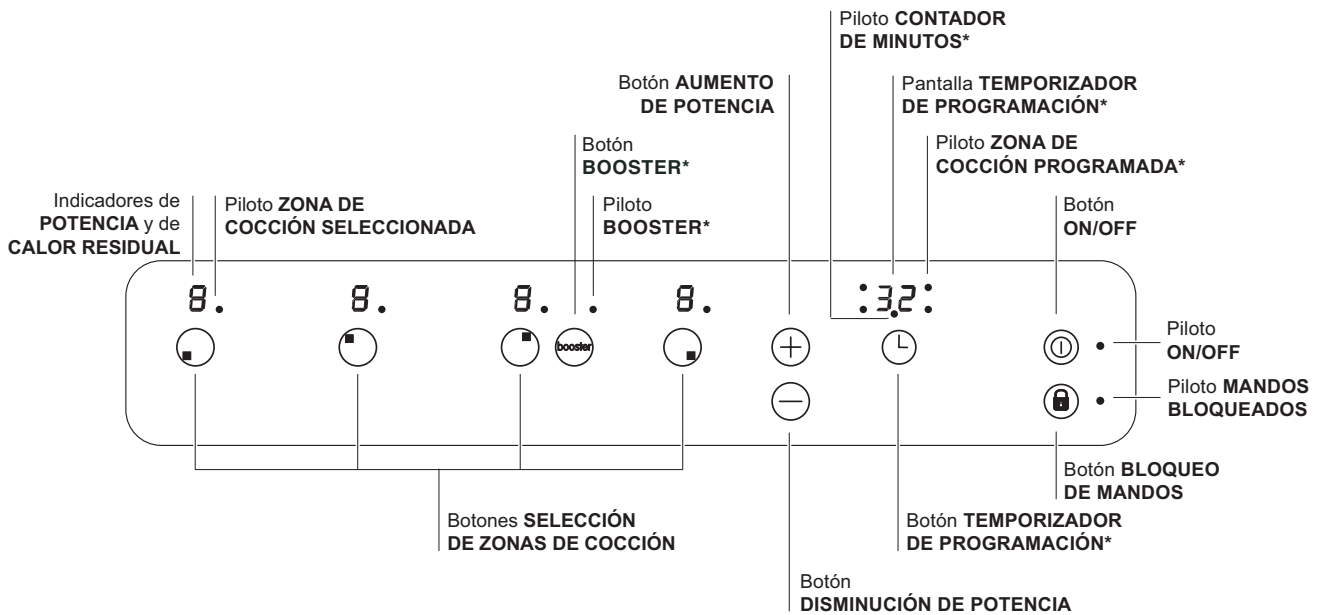 Piloto CONTADOR
DE MINUTOS*
Botón AUMENTO
DE POTENCIA
Pantalla TEMPORIZADOR
DE PROGRAMACIÓN*
Botón
BOOSTER*
Piloto ZONA DE
COCCIÓN PROGRAMADA*
Indicadores de
POTENCIA y de
CALOR RESIDUAL
Piloto ZONA DE
COCCIÓN SELECCIONADA
Piloto
BOOSTER*
Botón
ON/OFF
8. 8. 8. 8. 32
booster
Piloto
ON/OFF
Piloto MANDOS
BLOQUEADOS
Botón BLOQUEO
DE MANDOS
Botones SELECCIÓN
DE ZONAS DE COCCIÓN
Botón TEMPORIZADOR
DE PROGRAMACIÓN*
Botón
DISMINUCIÓN DE POTENCIA